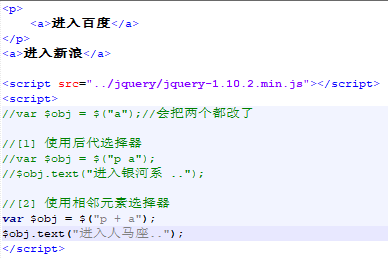 <p>
<a>进入百度</a>
</p>
<a>进入新浪</a>
<script src="../jquery/jquery-1.10.2.min.js"></script>
<script>
//var $obj = $("a");//会把两个都改了
//[1] 使用后代选择器
//var $obj = $("p a");
//$obj.text("进入银河系 ..");
//[2] 使用相邻元素选择器
var $obj = $("p + a");
$obj.text("进入人马座..");
</script>